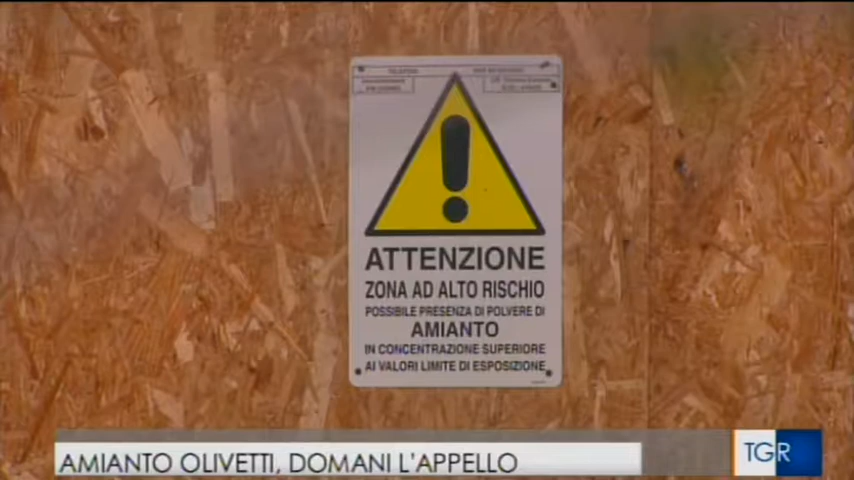 ATTENZIONE
ZONA AD ALTO RISCHIO
POSSIBILE PRESENZA DI POLVERE DI
AMIANTO
IN CONCENTRAZIONE SUPERIORE
AI VALORI LIMITE DI ESPOSIZIONE
AMIANTO OLIVETTI, DOMANI L'APPELLO
TGR